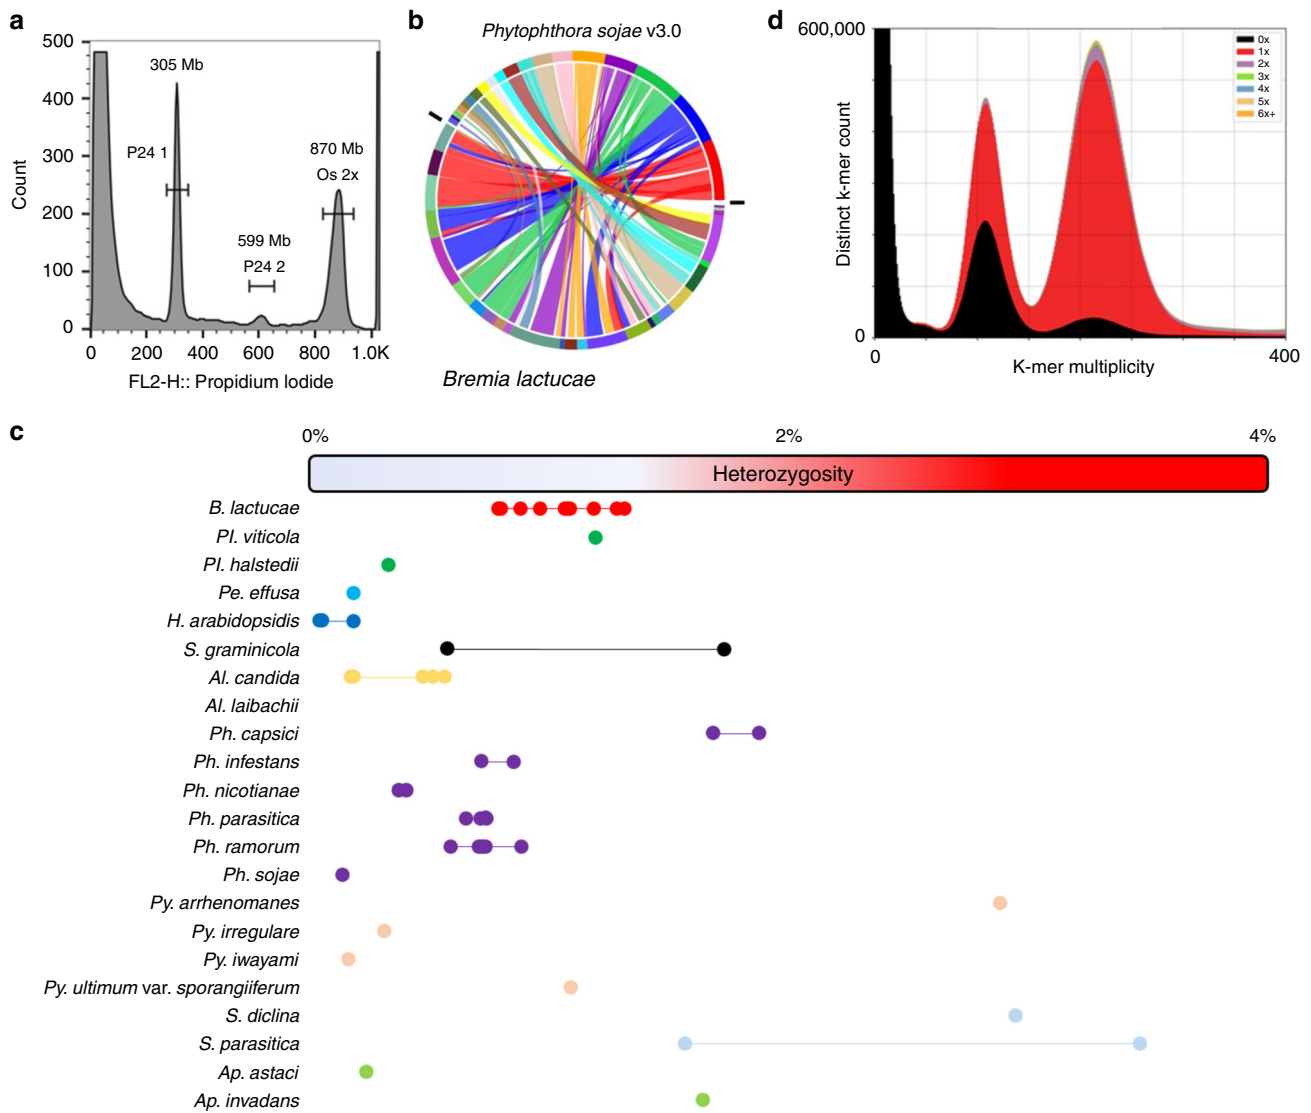 a
500
400
300
200
100
0
Count
305 Mb
P24 1
599 Mb
P24 2
870 Mb
Os 2x
0 200 400 600 800 1.0K
FL2-H:: Propidium Iodide
b
Phytophthora sojae v3.0
Bremia lactucae
d
600,000
0
Distinct k-mer count
0x
1x
2x
3x
4x
5x
6x+
0 400
K-mer multiplicity
c
0% 2% 4%
Heterozygosity
B. lactucae
Pl. viticola
Pl. halstedii
Pe. effusa
H. arabidopsidis
S. graminicola
Al. candida
Al. laibachii
Ph. capsici
Ph. infestans
Ph. nicotianae
Ph. parasitica
Ph. ramorum
Ph. sojae
Py. arrhenomanes
Py. irregulare
Py. iwayami
Py. ultimum var. sporangiiferum
S. diclina
S. parasitica
Ap. astaci
Ap. invadans